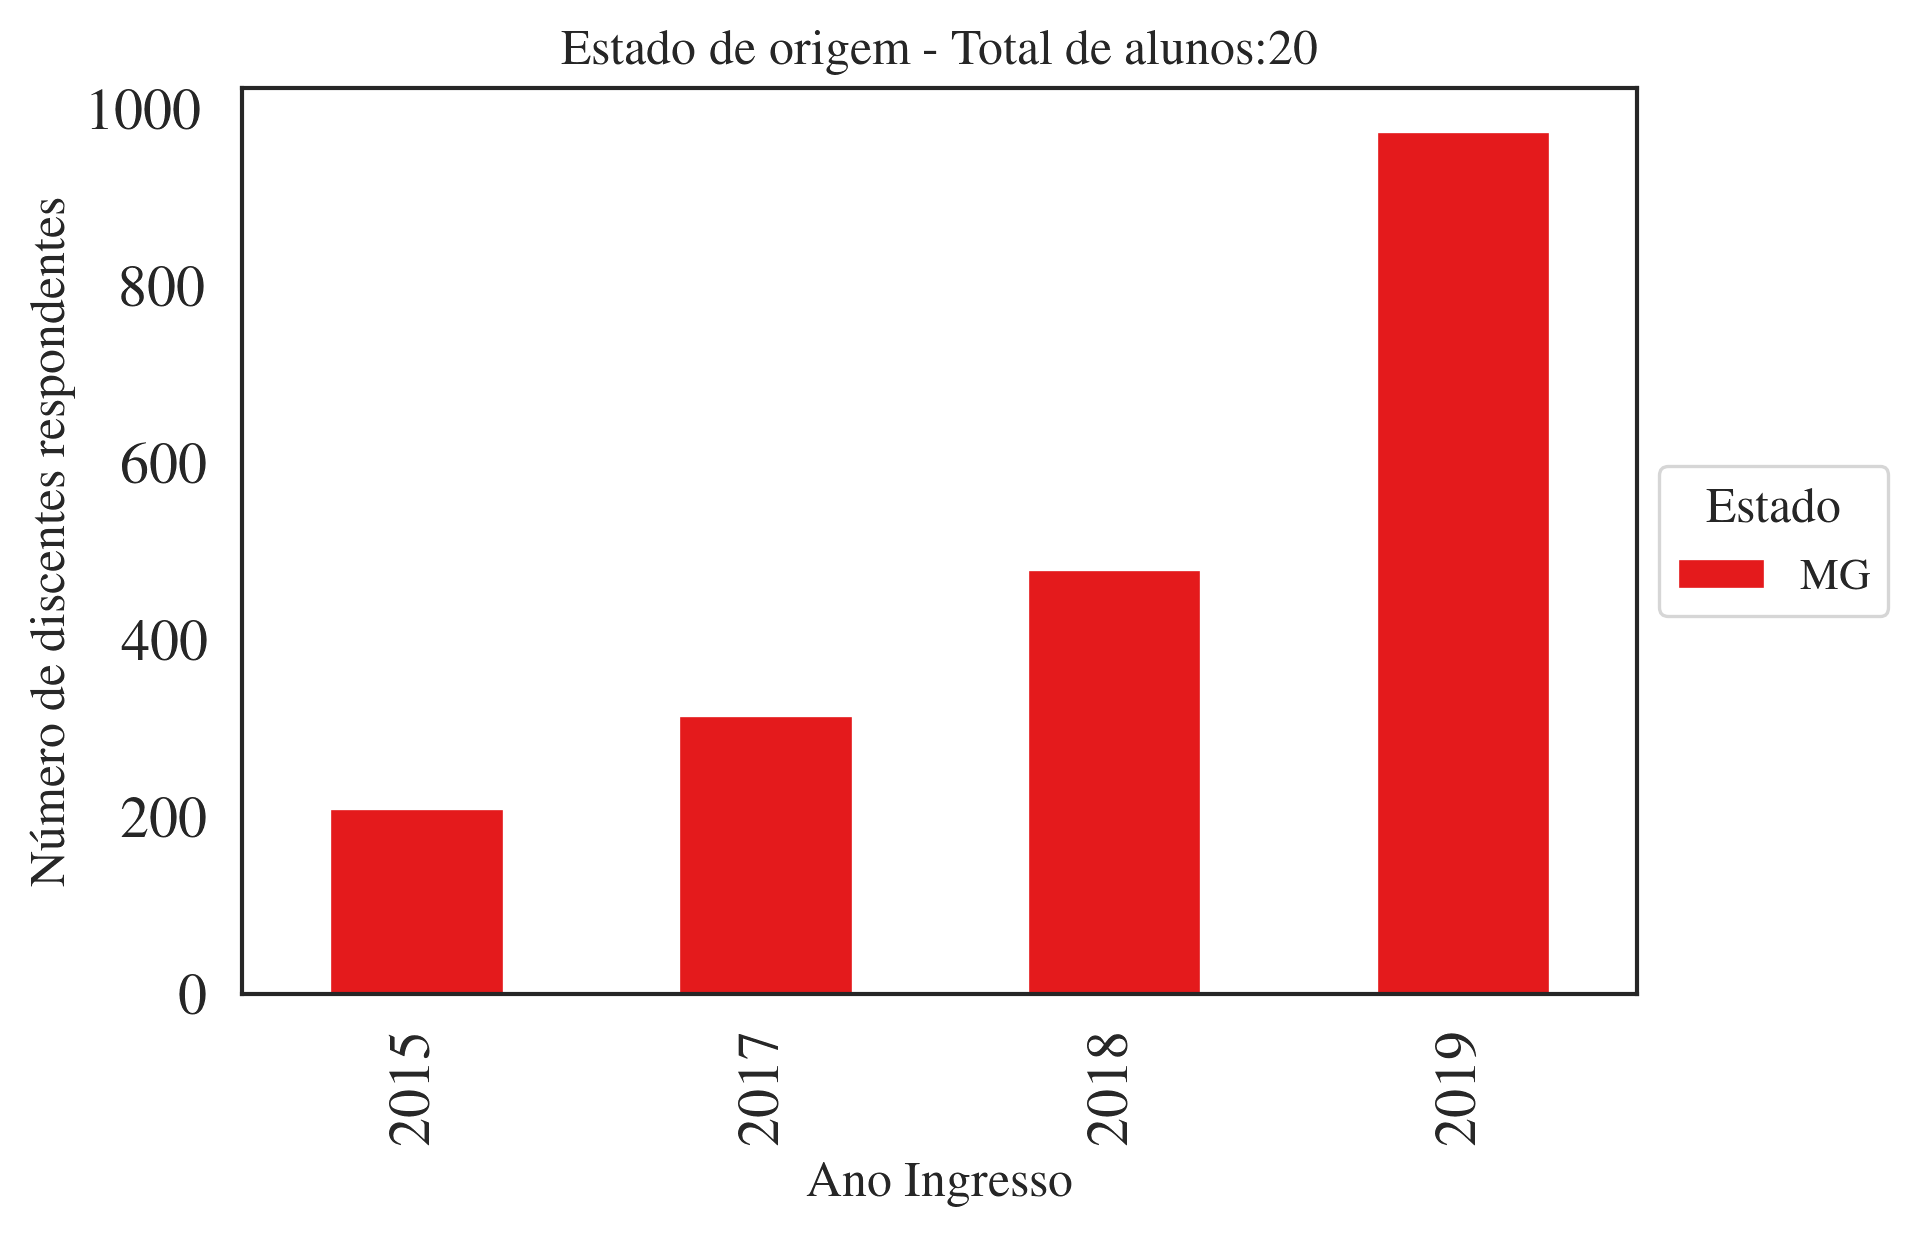 Estado de origem - Total de alunos:20
Número de discentes respondentes
1000
800
600
400
200
0
2015
2017
2018
2019
Ano Ingresso
Estado
MG